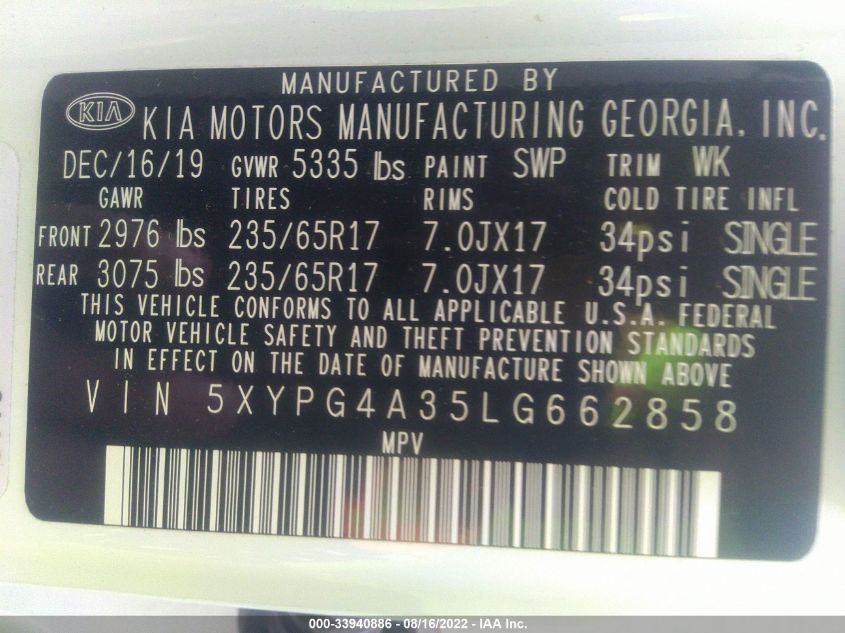 MANUFACTURED BY
KIA KIA MOTORS MANUFACTURING GEORGIA, INC.
DEC/16/19 GVWR 5335 lbs PAINT SWP TRIM WK
GAWR TIRES RIMS COLD TIRE INFL
FRONT 2976 lbs 235/65R17 7.0JX17 34psi SINGLE
REAR 3075 lbs 235/65R17 7.0JX17 34psi SINGLE
THIS VEHICLE CONFORMS TO ALL APPLICABLE U.S.A. FEDERAL
MOTOR VEHICLE SAFETY AND THEFT PREVENTION STANDARDS
IN EFFECT ON THE DATE OF MANUFACTURE SHOWN ABOVE
VIN 5XYPG4A35LG662858
MPV
000-33940886 - 08/16/2022 - IAA Inc.